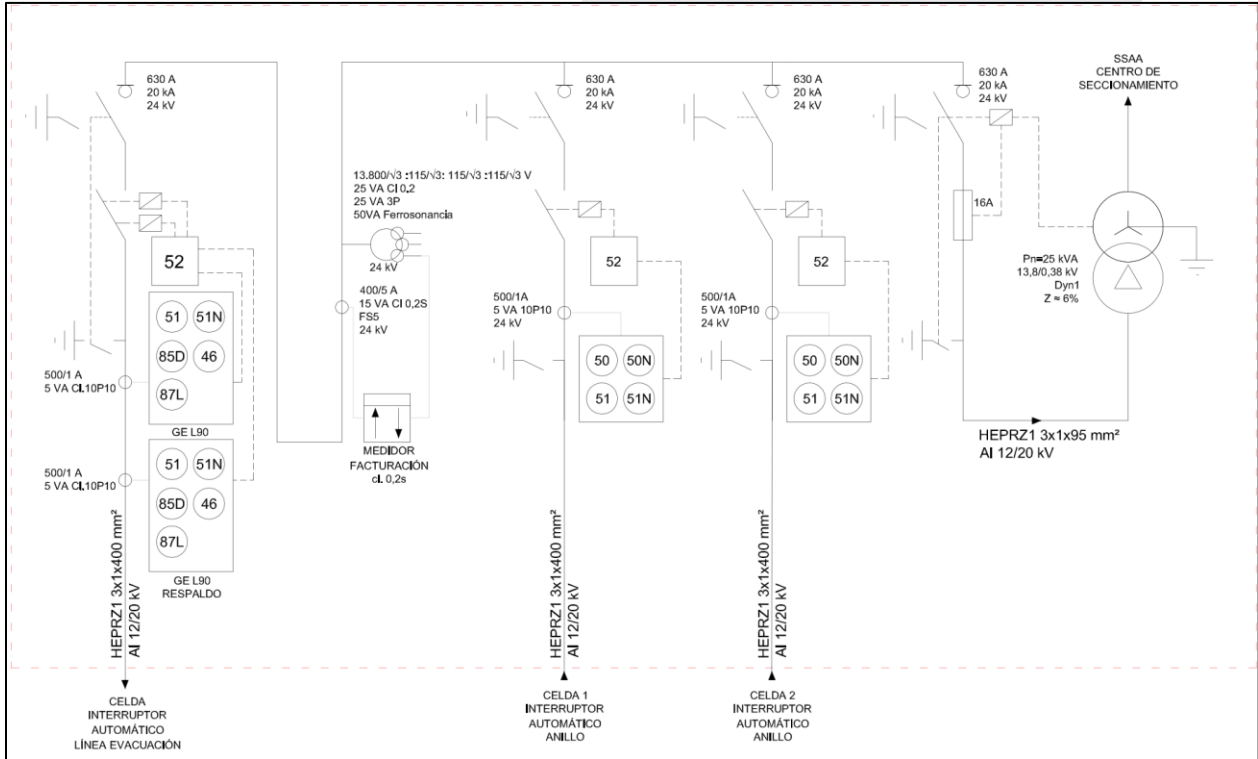 630 A
20 kA
24 kV
52
51
51N
85D
46
87L
GE L90
500/1 A
5 VA Cl.10P10
51
51N
85D
46
87L
GE L90
RESPALDO
500/1 A
5 VA Cl.10P10
HEPRZ1 3x1x400 mm²
Al 12/20 kV
CELDA
INTERRUPTOR
AUTOMÁTICO
LÍNEA EVACUACIÓN
13.800/√3 :115/√3: 115/√3 :115/√3 V
25 VA Cl 0,2
25 VA 3P
50VA Ferrosonancia
24 kV
400/5 A
15 VA Cl 0,2S
FS5
24 kV
MEDIDOR
FACTURACIÓN
cl. 0,2s
630 A
20 kA
24 kV
52
500/1A
5 VA 10P10
24 kV
50
50N
51
51N
HEPRZ1 3x1x400 mm²
Al 12/20 kV
CELDA 1
INTERRUPTOR
AUTOMÁTICO
ANILLO
630 A
20 kA
24 kV
52
500/1A
5 VA 10P10
24 kV
50
50N
51
51N
HEPRZ1 3x1x400 mm²
Al 12/20 kV
CELDA 2
INTERRUPTOR
AUTOMÁTICO
ANILLO
630 A
20 kA
24 kV
16A
HEPRZ1 3x1x95 mm²
Al 12/20 kV
SSAA
CENTRO DE
SECCIONAMIENTO
Pn=25 kVA
13,8/0,38 kV
Dyn1
Z ≈ 6%